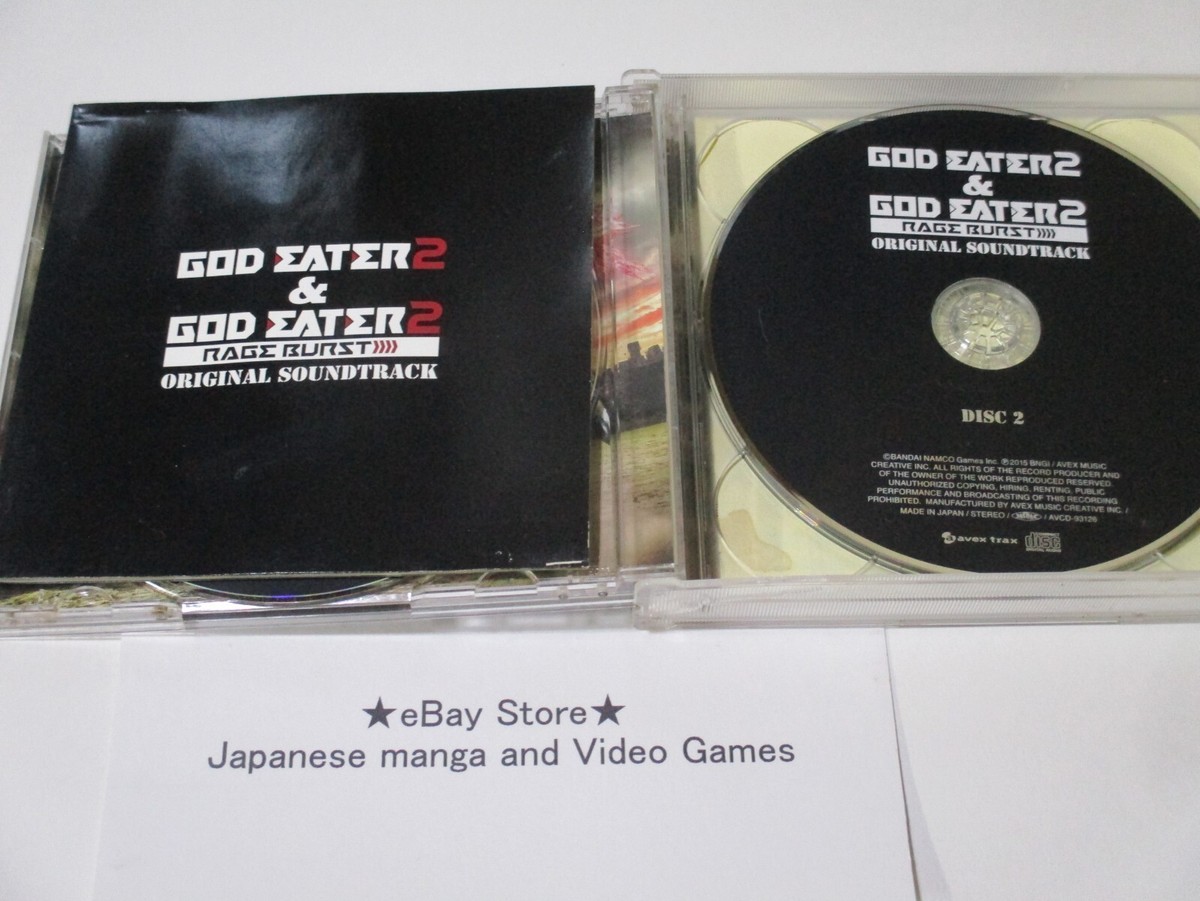 GOD EATER 2
&
GOD EATER 2
RAGE BURST
ORIGINAL SOUNDTRACK
GOD EATER 2
&
GOD EATER 2
RAGE BURST
ORIGINAL SOUNDTRACK
DISC 2
©BANDAI NAMCO Games Inc. ℗2015 BNGI / AVEX MUSIC
CREATIVE INC. ALL RIGHTS OF THE RECORD PRODUCER AND
OF THE OWNER OF THE WORK REPRODUCED RESERVED.
UNAUTHORIZED COPYING, HIRING, RENTING, PUBLIC
PERFORMANCE AND BROADCASTING OF THIS RECORDING
PROHIBITED. MANUFACTURED BY AVEX MUSIC CREATIVE INC. /
MADE IN JAPAN / STEREO / / AVCD-93126
avex trax
★eBay Store★
Japanese manga and Video Games